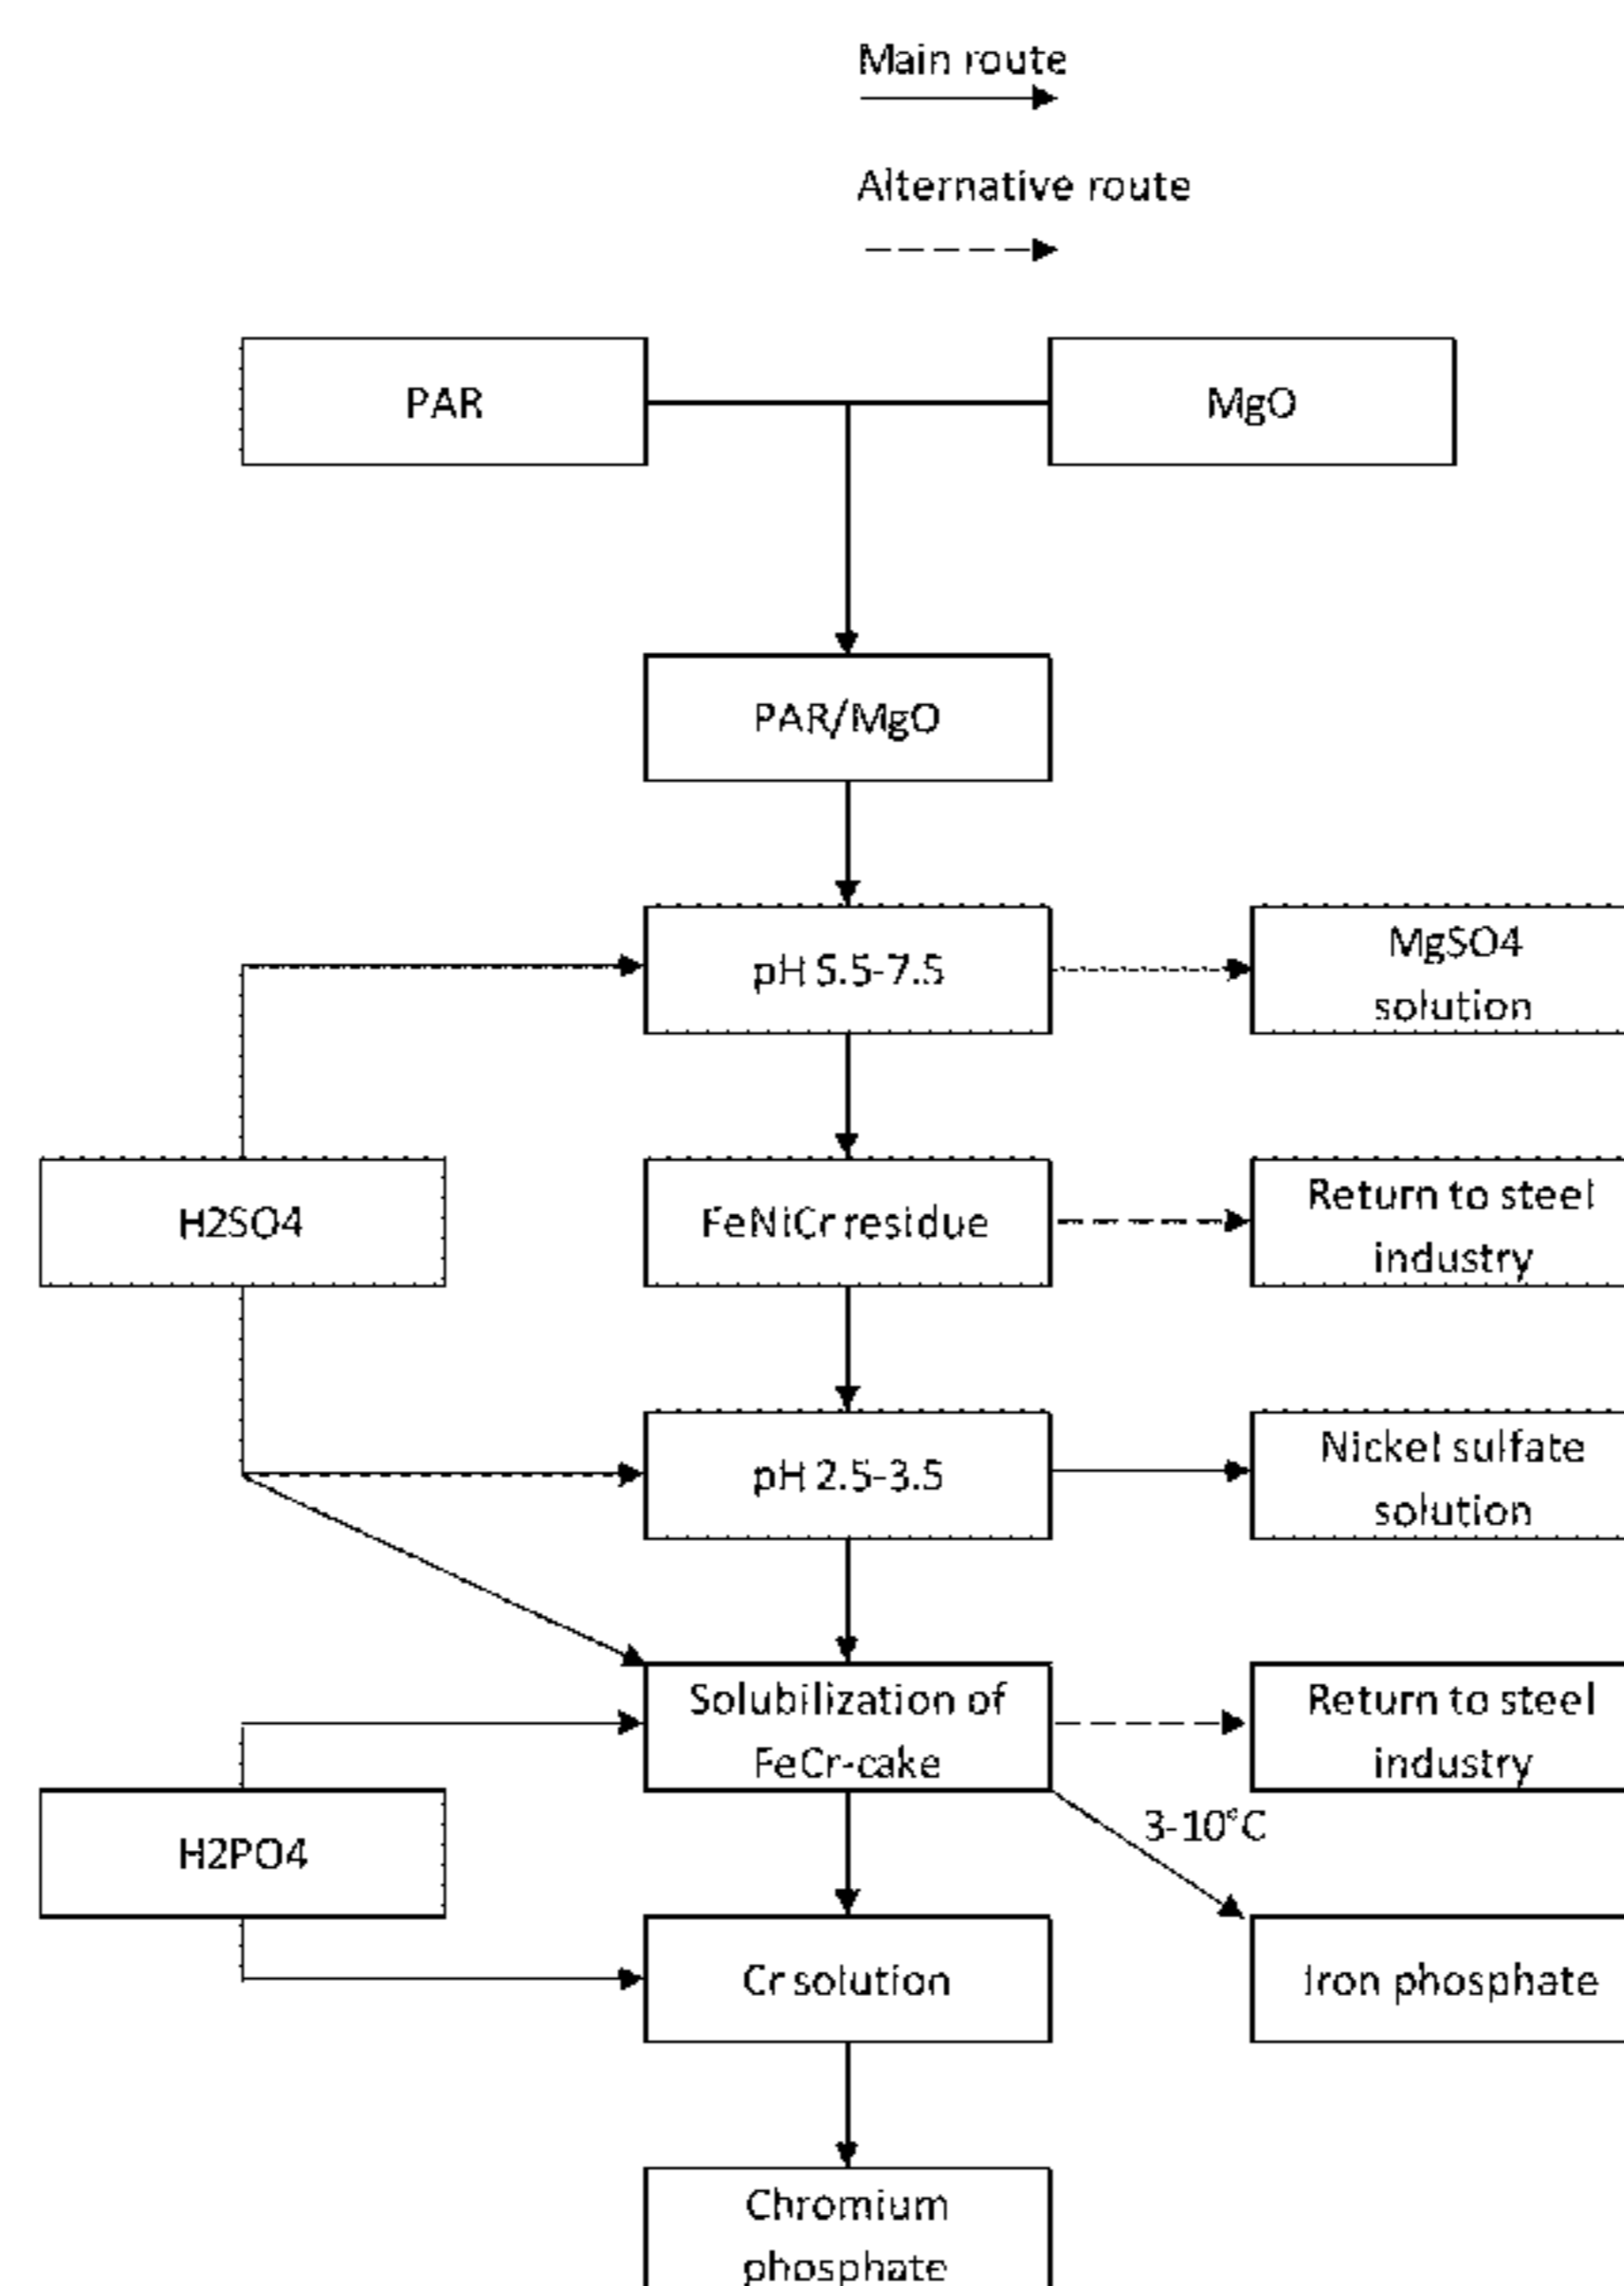 Main route
Alternative route
PAR
MgO
PAR/MgO
pH 5.5-7.5
MgSO4
solution
H2SO4
FeNiCr residue
Return to steel
industry
pH 2.5-3.5
Nickel sulfate
solution
Solubilization of
FeCr-cake
Return to steel
industry
3-10°C
H2PO4
Cr solution
Iron phosphate
Chromium
phosphate